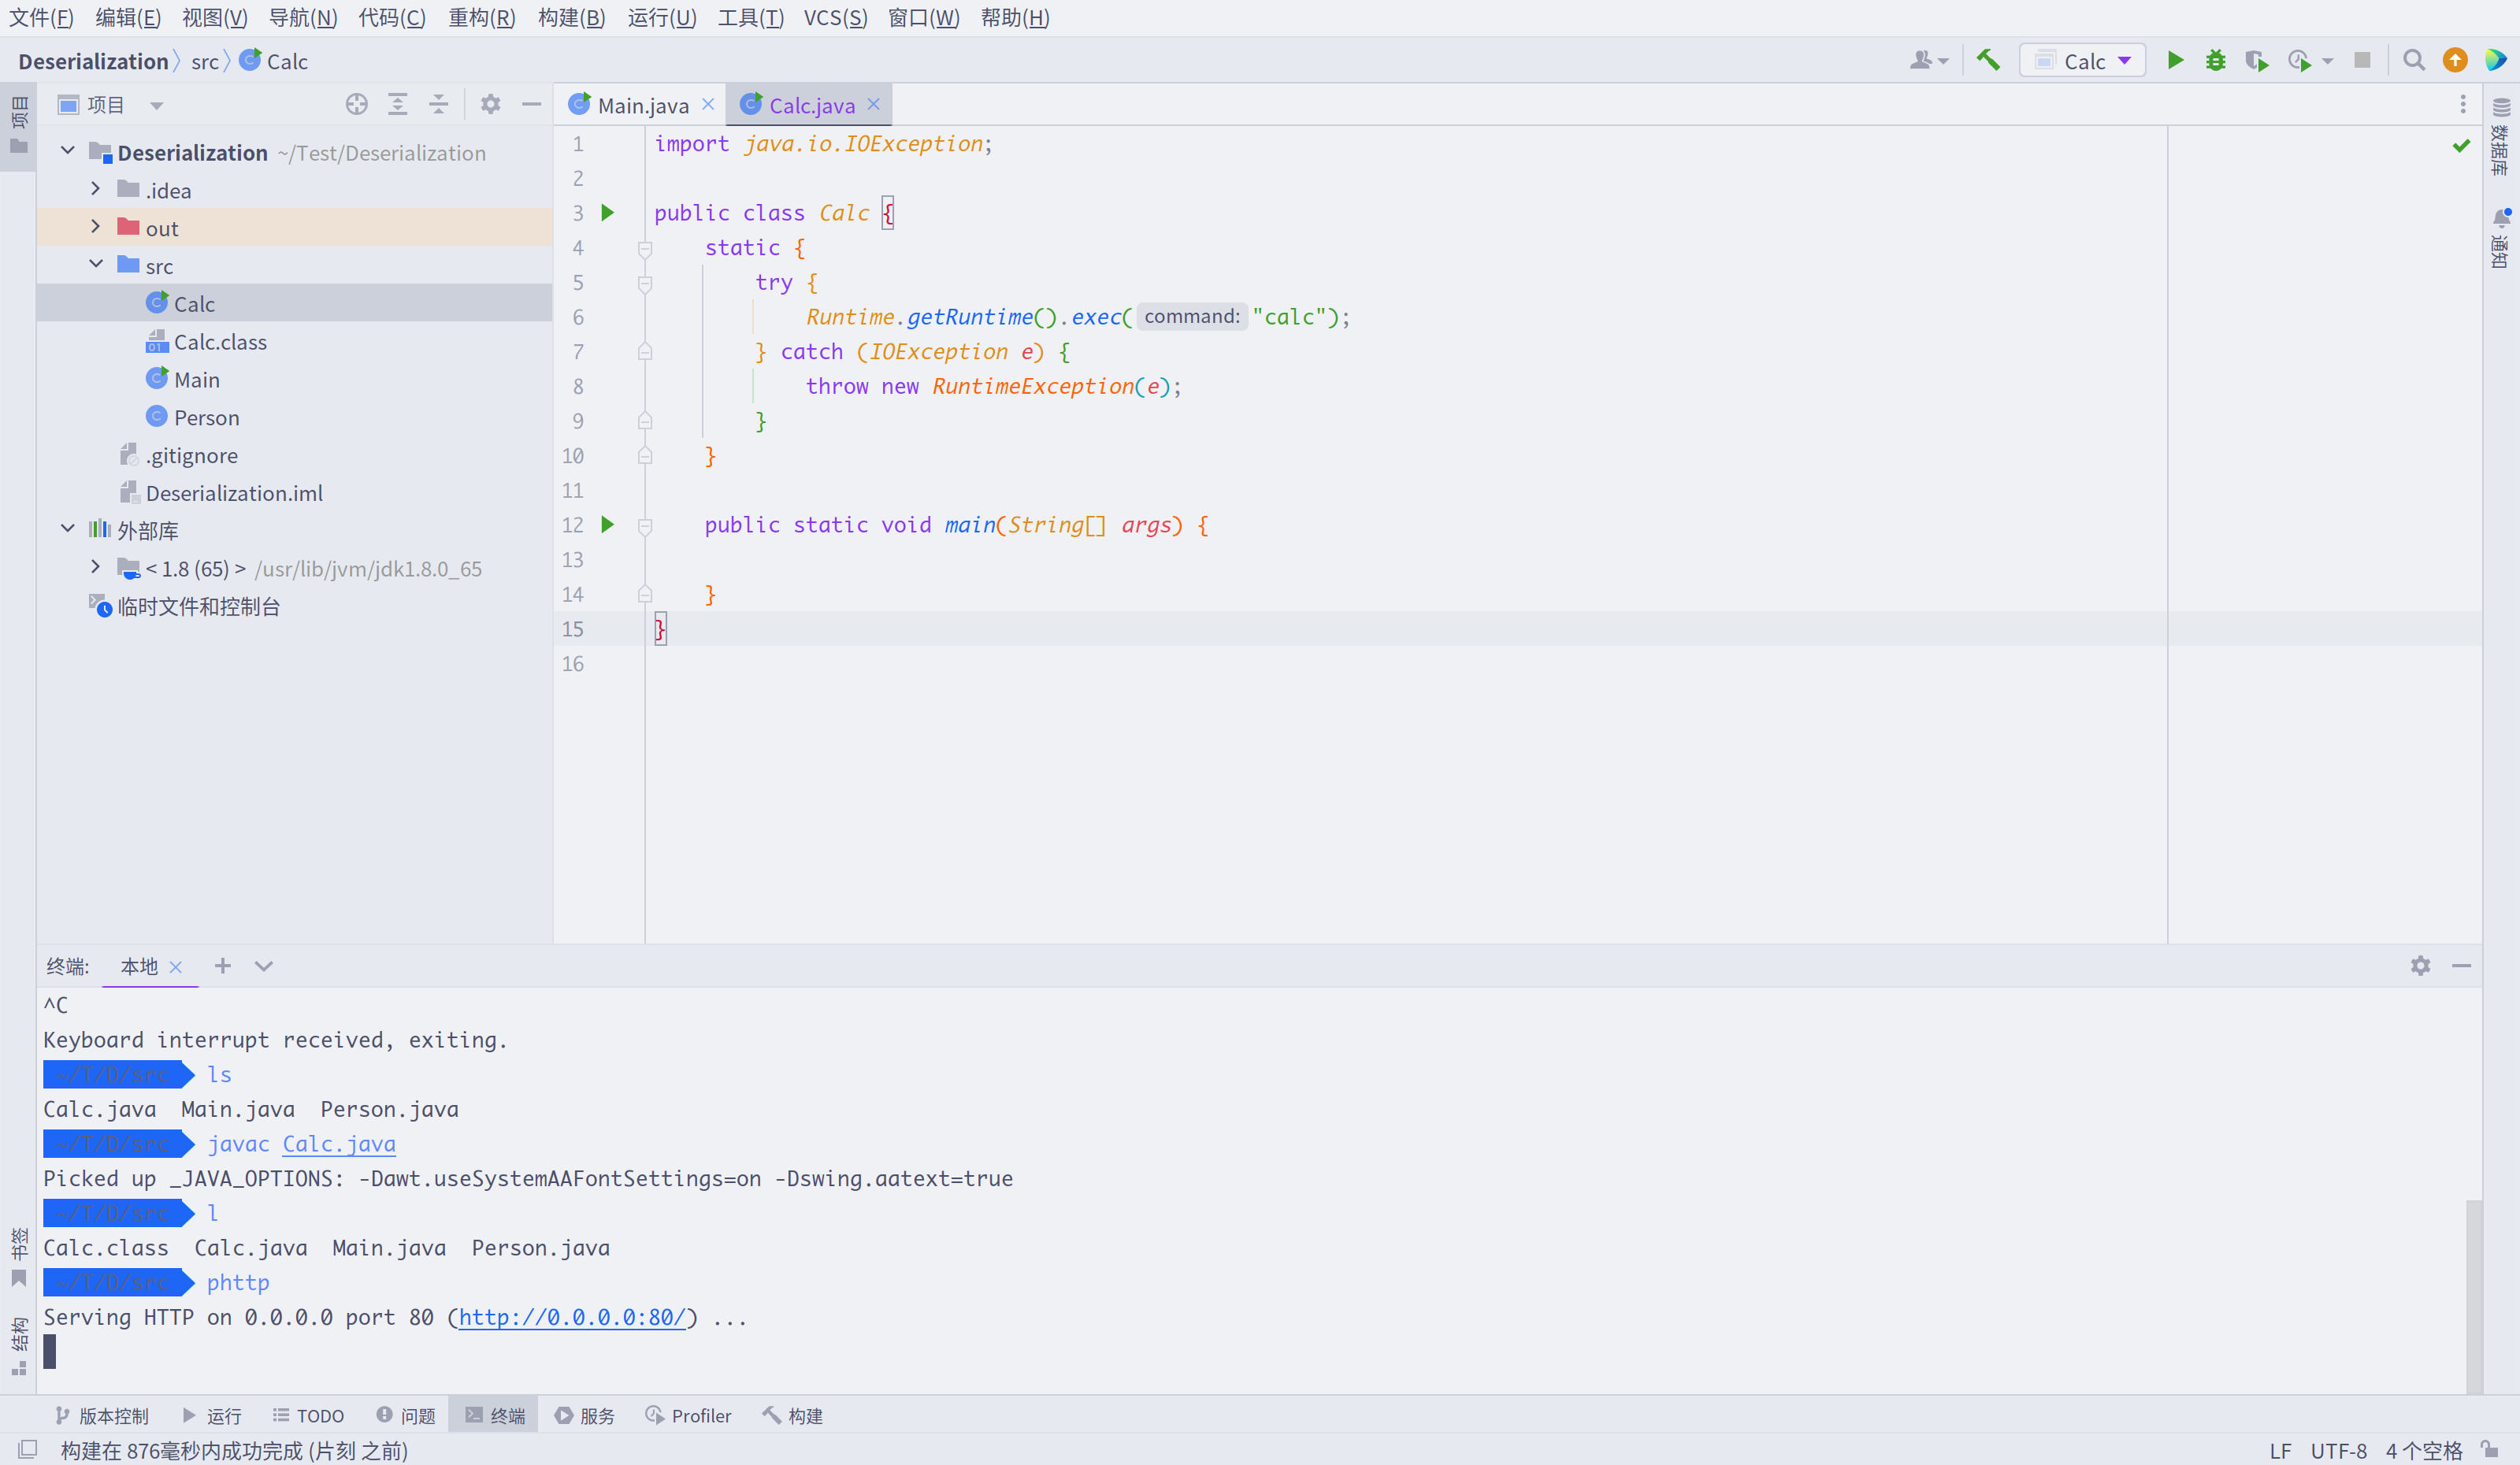 文件(F) 编辑(E) 视图(V) 导航(N) 代码(C) 重构(R) 构建(B) 运行(U) 工具(T) VCS(S) 窗口(W) 帮助(H)
Deserialization src Calc
Calc
项目
项目
Deserialization ~/Test/Deserialization
.idea
out
src
Calc
Calc.class
Main
Person
.gitignore
Deserialization.iml
外部库
< 1.8 (65) > /usr/lib/jvm/jdk1.8.0_65
临时文件和控制台
Main.java Calc.java
1 import java.io.IOException;
2
3 public class Calc {
4 static {
5 try {
6 Runtime.getRuntime().exec( command: "calc");
7 } catch (IOException e) {
8 throw new RuntimeException(e);
9 }
10 }
11
12 public static void main(String[] args) {
13
14 }
15 }
16
数据库
通知
终端: 本地
^C
Keyboard interrupt received, exiting.
~/T/D/src ls
Calc.java Main.java Person.java
~/T/D/src javac Calc.java
Picked up _JAVA_OPTIONS: -Dawt.useSystemAAFontSettings=on -Dswing.aatext=true
~/T/D/src l
Calc.class Calc.java Main.java Person.java
~/T/D/src phttp
Serving HTTP on 0.0.0.0 port 80 (http://0.0.0.0:80/) ...
书签
结构
版本控制 运行 TODO 问题 终端 服务 Profiler 构建
构建在 876毫秒内成功完成 (片刻 之前)
LF UTF-8 4 个空格